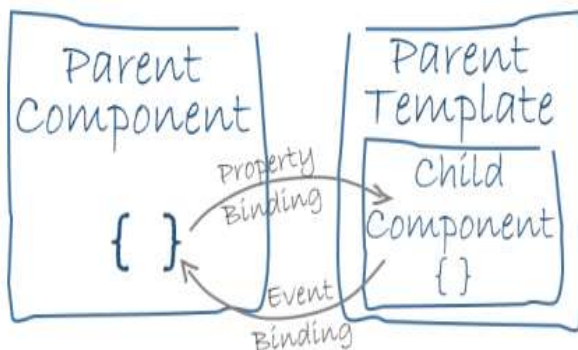 Parent
Component
{ }
Property
Binding
Event
Binding
Parent
Template
Child
Component
{ }